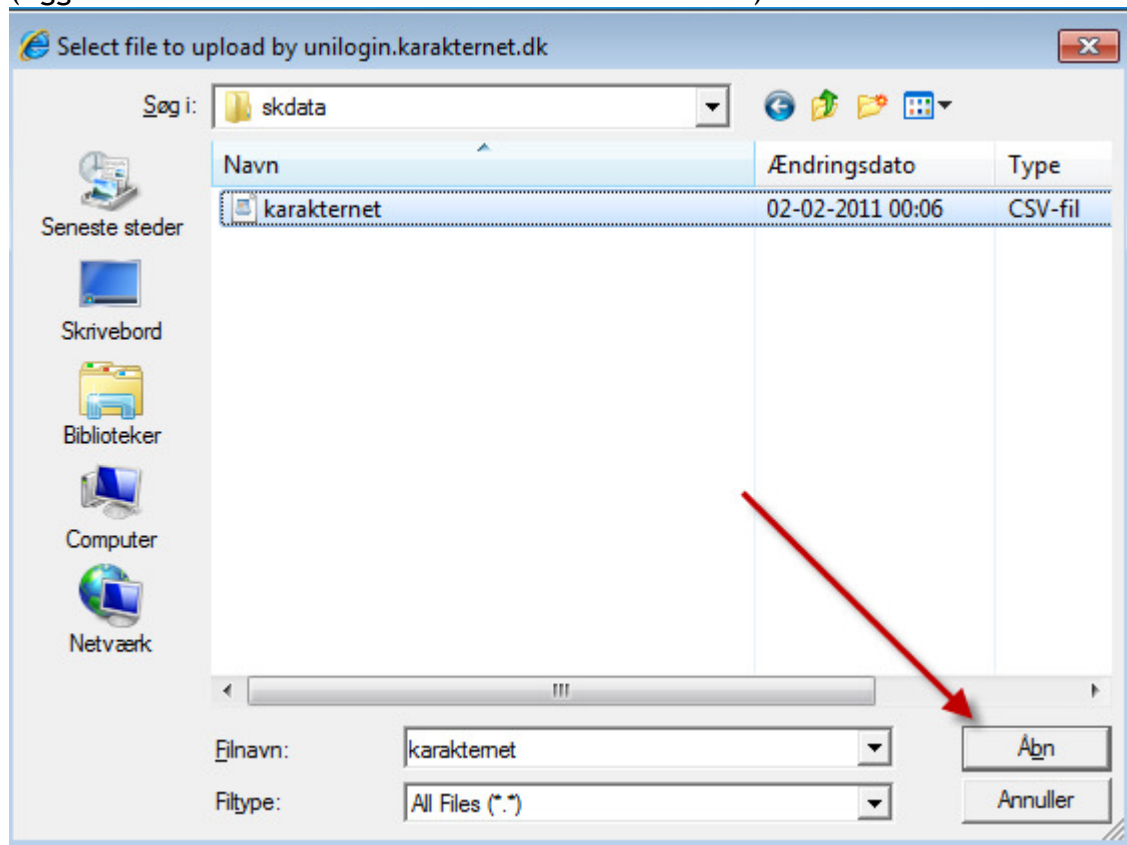 Select file to upload by unilogin.karakternet.dk
Søg i:
skdata
Navn
Ændringsdato
Type
karakternet
02-02-2011 00:06
CSV-fil
Seneste steder
Skrivebord
Biblioteker
Computer
Netværk
Filnavn:
karakternet
Åbn
Filtype:
All Files (*.*)
Annuller